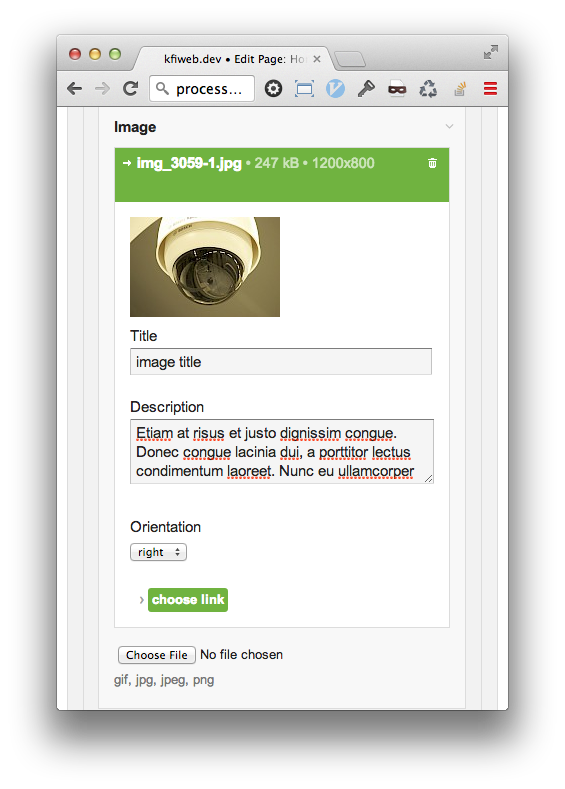 kfiweb.dev • Edit Page: Ho
process...
Image
→ img_3059-1.jpg • 247 kB • 1200x800
Title
image title
Description
Etiam at risus et justo dignissim congue.
Donec congue lacinia dui, a porttitor lectus
condimentum laoreet. Nunc eu ullamcorper
Orientation
right
› choose link
Choose File No file chosen
gif, jpg, jpeg, png